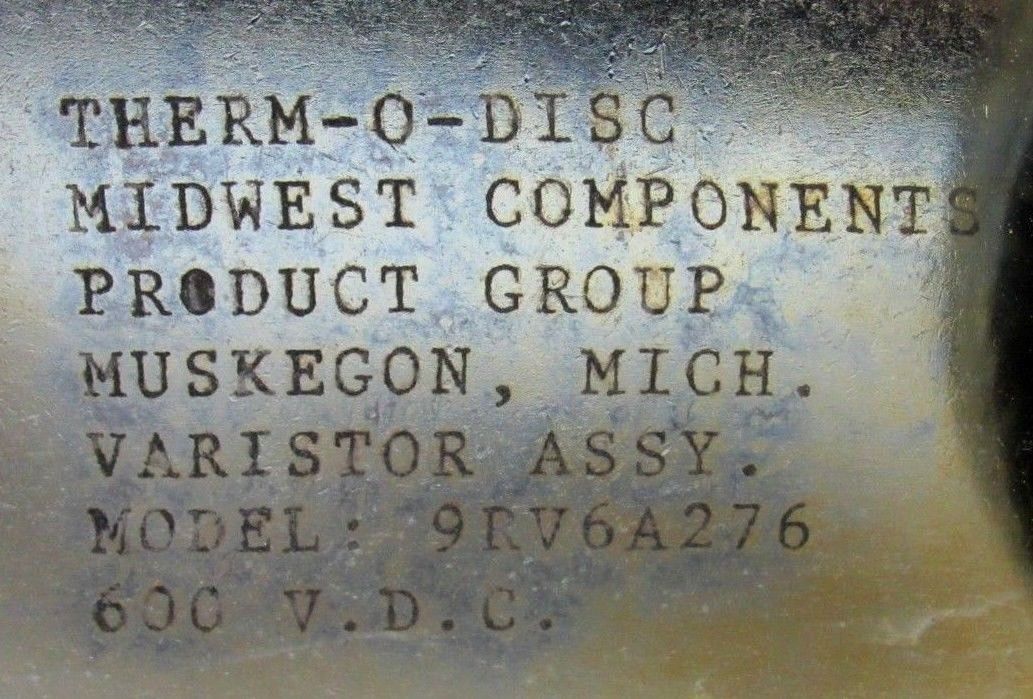 THERM-O-DISC
MIDWEST COMPONENTS
PRODUCT GROUP
MUSKEGON, MICH.
VARISTOR ASSY.
MODEL: 9RV6A276
600 V.D.C.